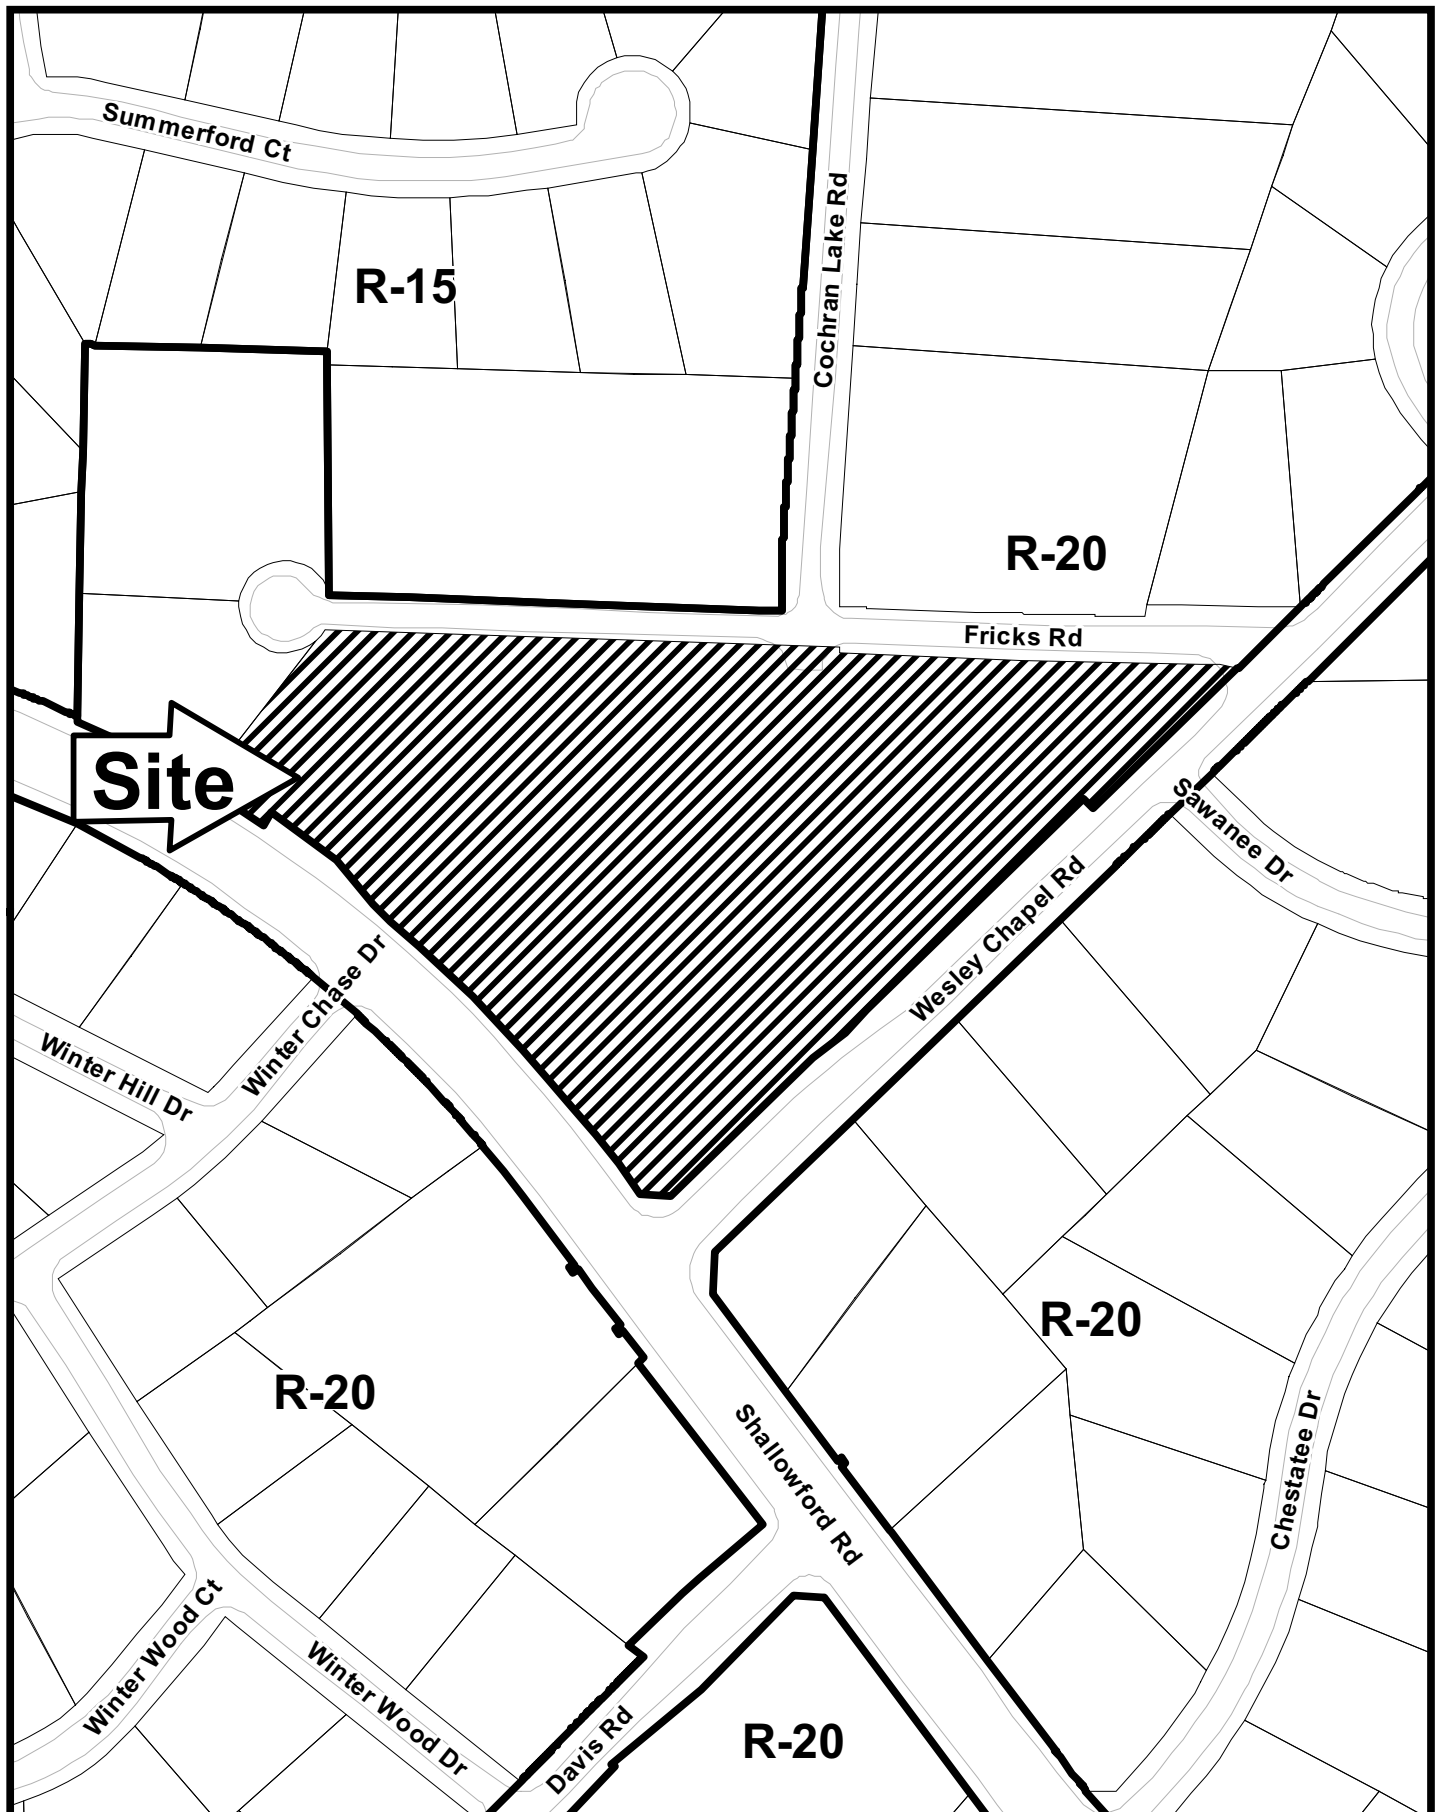 Summerford Ct
R-15
Cochran Lake Rd
R-20
Fricks Rd
Site
Sawanee Dr
Wesley Chapel Rd
Winter Chase Dr
Winter Hill Dr
R-20
R-20
Shallowford Rd
Chestatee Dr
Winter Wood Ct
Winter Wood Dr
Davis Rd
R-20